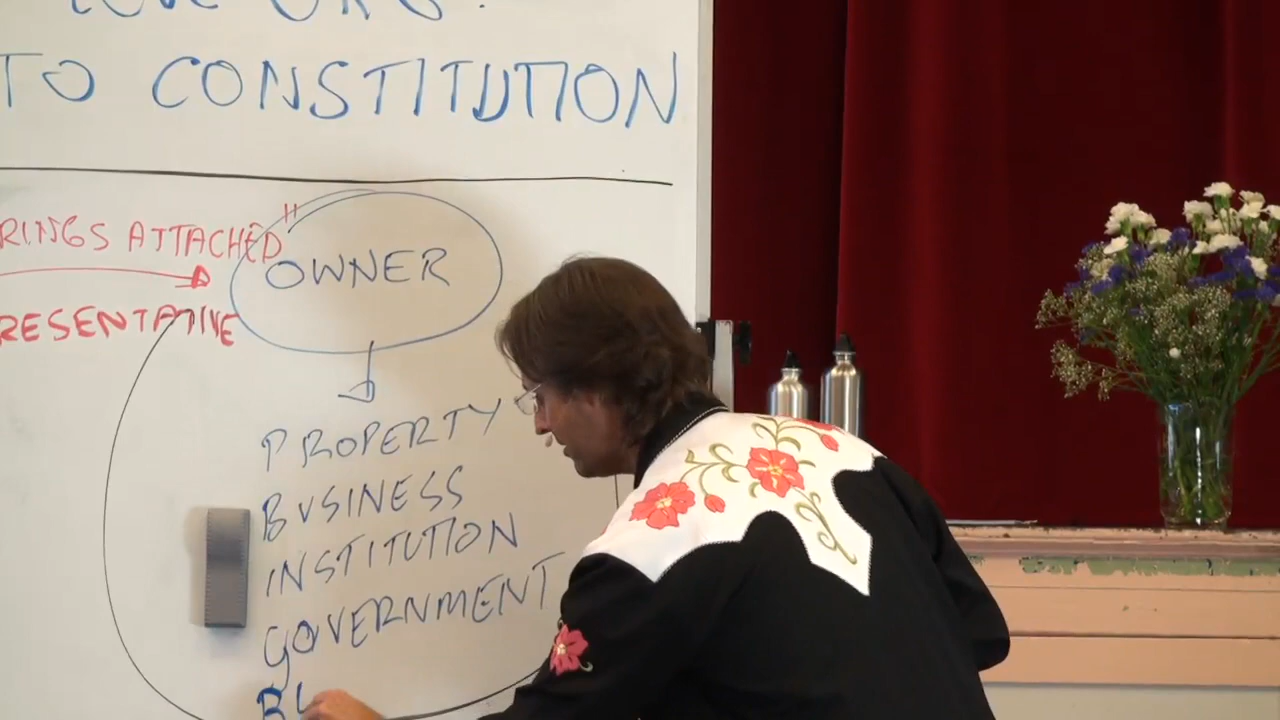 TO CONSTITUTION
RINGS ATTACHED"
OWNER
RESENTATIVE
PROPERTY
BUSINESS
INSTITUTION
GOVERNMENT